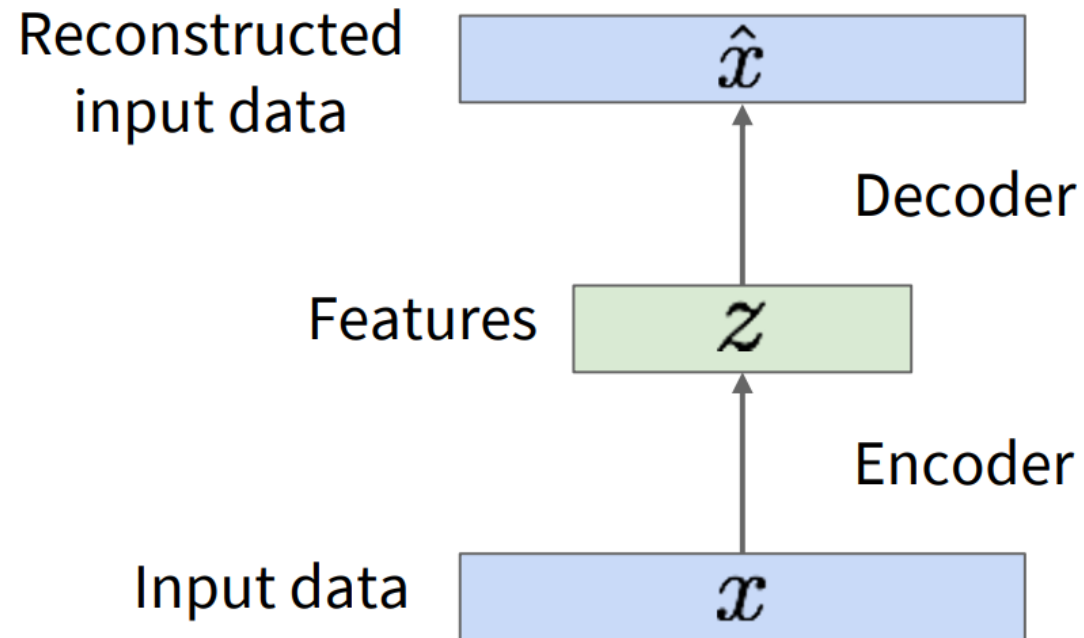 Reconstructed
input data
x̂
Decoder
Features
z
Encoder
Input data
x